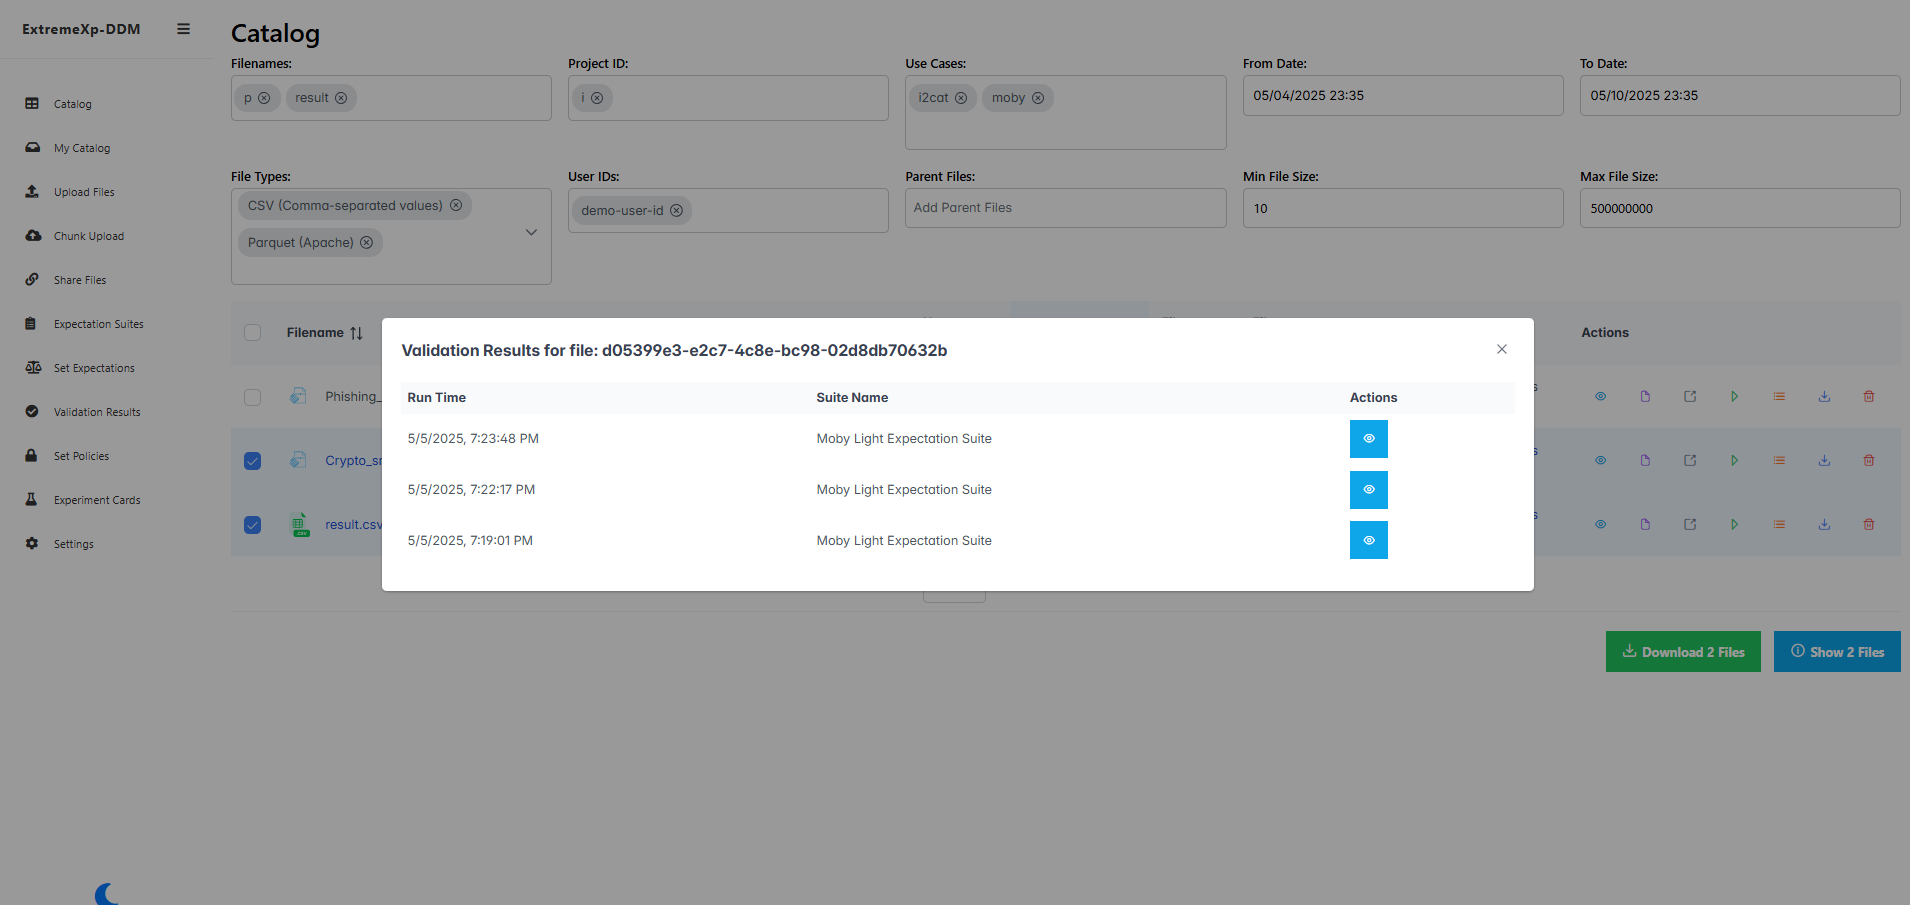 ExtremeXp-DDM
Catalog
My Catalog
Upload Files
Chunk Upload
Share Files
Expectation Suites
Set Expectations
Validation Results
Set Policies
Experiment Cards
Settings
Catalog
Filenames:
p
result
Project ID:
i
Use Cases:
i2cat
moby
From Date:
05/04/2025 23:35
To Date:
05/10/2025 23:35
File Types:
CSV (Comma-separated values)
Parquet (Apache)
User IDs:
demo-user-id
Parent Files:
Add Parent Files
Min File Size:
10
Max File Size:
500000000
Filename
Actions
Phishing_
Crypto_s
result.csv
Validation Results for file: d05399e3-e2c7-4c8e-bc98-02d8db70632b
Run Time Suite Name Actions
5/5/2025, 7:23:48 PM Moby Light Expectation Suite
5/5/2025, 7:22:17 PM Moby Light Expectation Suite
5/5/2025, 7:19:01 PM Moby Light Expectation Suite
Download 2 Files
Show 2 Files